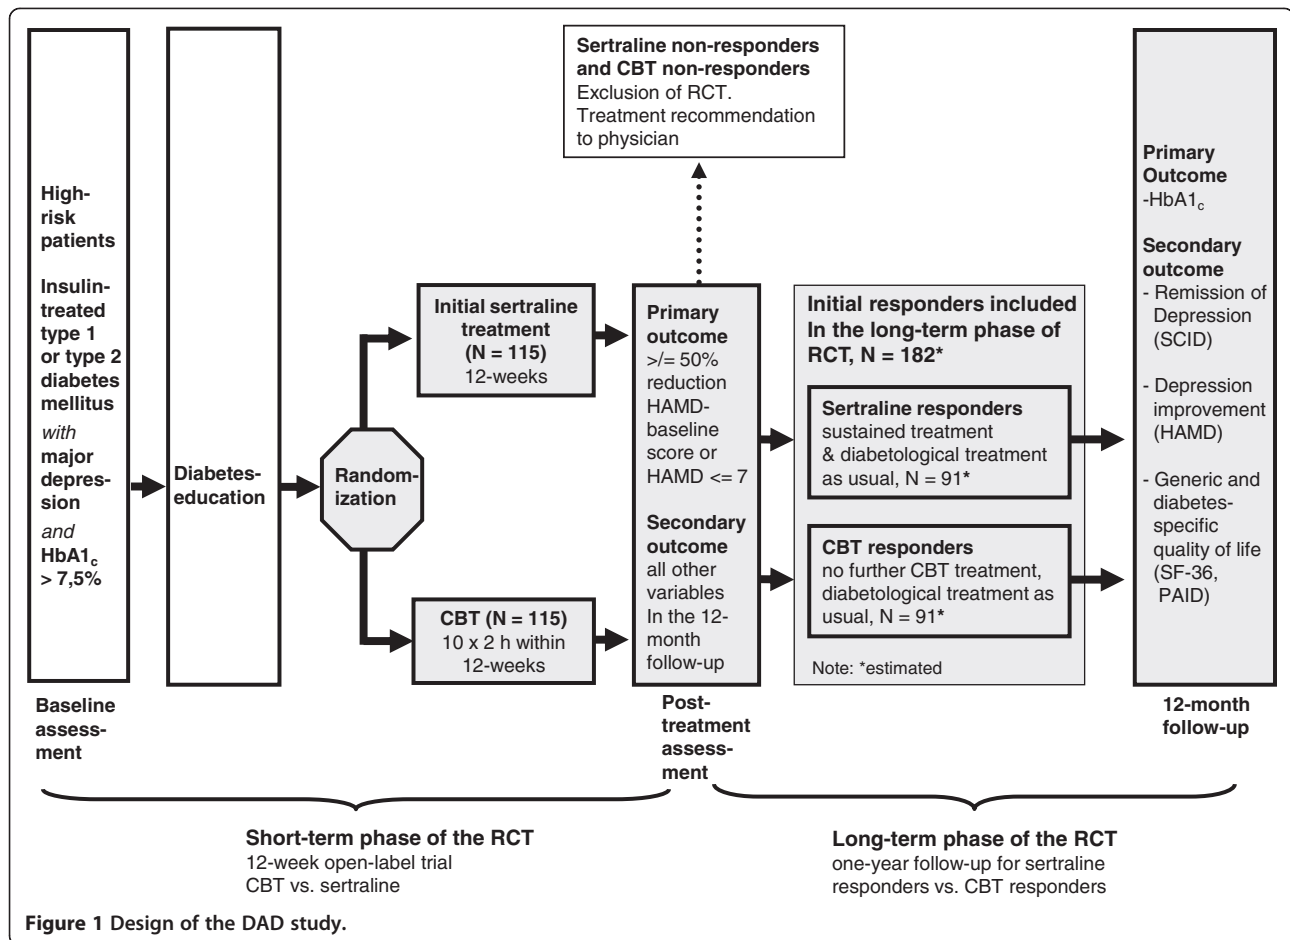 High-
risk
patients
Insulin-
treated
type 1
or type 2
diabetes
mellitus
with
major
depres-
sion
and
HbA1c
> 7,5%
Baseline
assess-
ment
Diabetes-
education
Random-
ization
Initial sertraline
treatment
(N = 115)
12-weeks
CBT (N = 115)
10 x 2 h within
12-weeks
Sertraline non-responders
and CBT non-responders
Exclusion of RCT.
Treatment recommendation
to physician
Primary
outcome
>/= 50%
reduction
HAMD-
baseline
score or
HAMD <= 7
Secondary
outcome
all other
variables
In the 12-
month
follow-up
Post-
treatment
assess-
ment
Initial responders included
In the long-term phase of
RCT, N = 182*
Sertraline responders
sustained treatment
& diabetological treatment
as usual, N = 91*
CBT responders
no further CBT treatment,
diabetological treatment as
usual, N = 91*
Note: *estimated
Primary
Outcome
-HbA1c
Secondary
outcome
- Remission of
Depression
(SCID)
- Depression
improvement
(HAMD)
- Generic and
diabetes-
specific
quality of life
(SF-36,
PAID)
12-month
follow-up
Short-term phase of the RCT
12-week open-label trial
CBT vs. sertraline
Long-term phase of the RCT
one-year follow-up for sertraline
responders vs. CBT responders
Figure 1 Design of the DAD study.